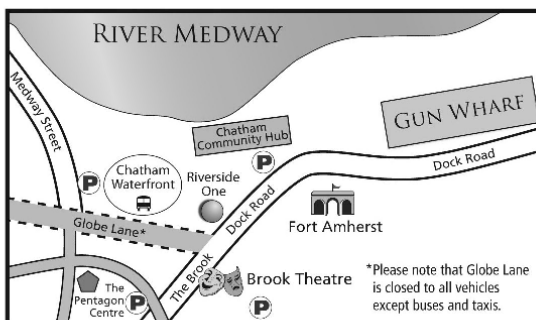 RIVER MEDWAY
Medway Street
Chatham
Community Hub
GUN WHARF
P
Dock Road
P
Chatham
Waterfront
Riverside
One
Dock Road
Fort Amherst
Globe Lane*
The Brook
The
Pentagon
Centre
P
Brook Theatre
P
*Please note that Globe Lane
is closed to all vehicles
except buses and taxis.